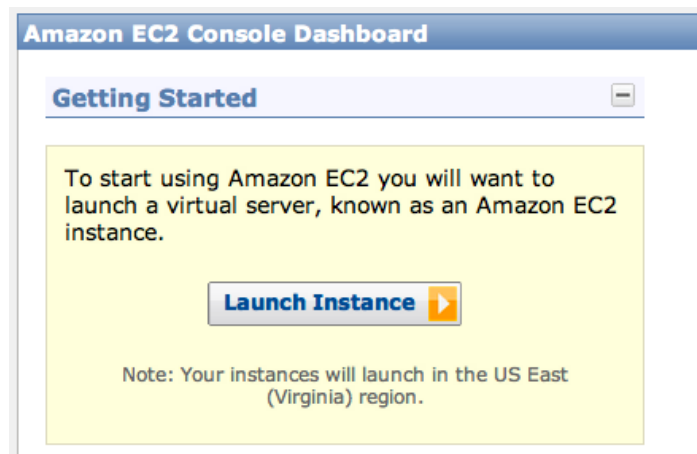 Amazon EC2 Console Dashboard
Getting Started
To start using Amazon EC2 you will want to
launch a virtual server, known as an Amazon EC2
instance.
Launch Instance
Note: Your instances will launch in the US East
(Virginia) region.